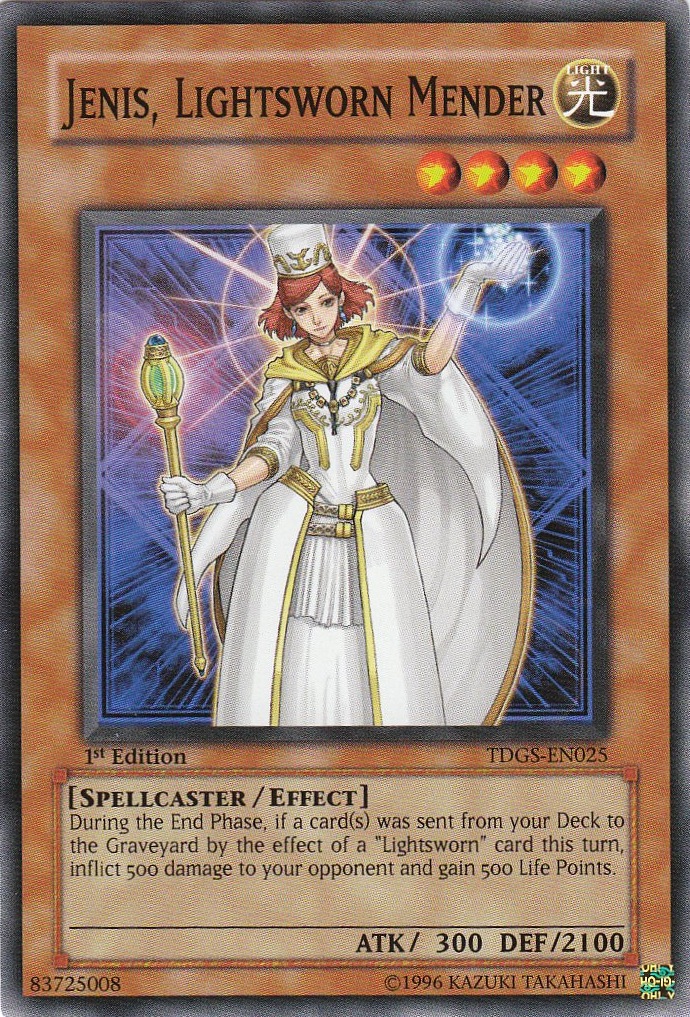 JENIS, LIGHTSWORN MENDER
LIGHT
光
1st Edition
TDGS-EN025
[SPELLCASTER / EFFECT]
During the End Phase, if a card(s) was sent from your Deck to
the Graveyard by the effect of a "Lightsworn" card this turn,
inflict 500 damage to your opponent and gain 500 Life Points.
ATK/ 300 DEF/2100
83725008
©1996 KAZUKI TAKAHASHI